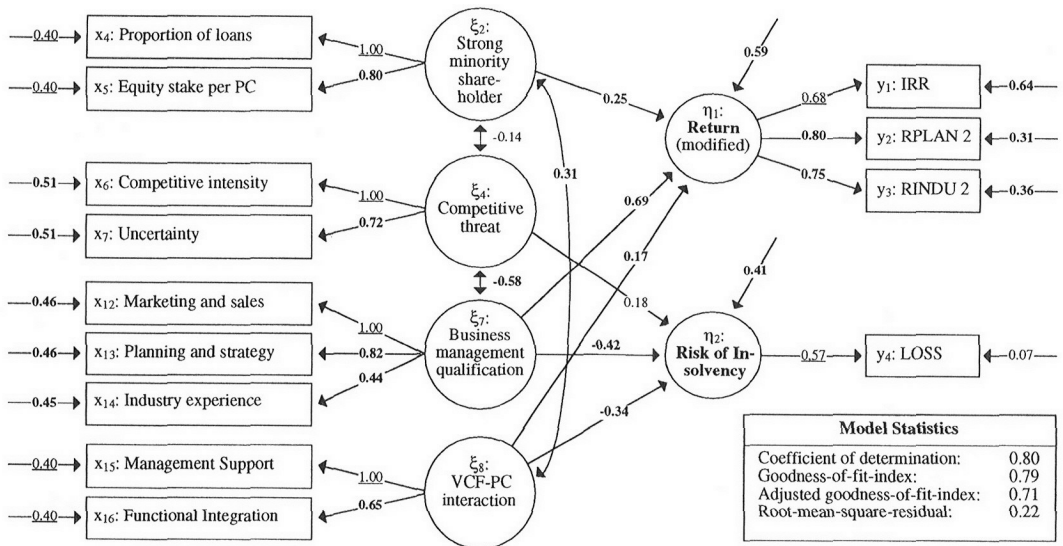 0.40
x4: Proportion of loans
0.40
x5: Equity stake per PC
1.00
0.80
ξ2:
Strong
minority
share-
holder
-0.14
0.51
x6: Competitive intensity
0.51
x7: Uncertainty
1.00
0.72
ξ4:
Competitive
threat
-0.58
0.46
x12: Marketing and sales
0.46
x13: Planning and strategy
0.45
x14: Industry experience
1.00
0.82
0.44
ξ7:
Business
management
qualification
0.40
x15: Management Support
0.40
x16: Functional Integration
1.00
0.65
ξ8:
VCF-PC
interaction
0.31
0.25
0.69
0.17
0.18
-0.42
-0.34
0.59
η1:
Return
(modified)
0.68
0.80
0.75
y1: IRR
0.64
y2: RPLAN 2
0.31
y3: RINDU 2
0.36
0.41
η2:
Risk of In-
solvency
0.57
y4: LOSS
0.07
Model Statistics
Coefficient of determination: 0.80
Goodness-of-fit-index: 0.79
Adjusted goodness-of-fit-index: 0.71
Root-mean-square-residual: 0.22